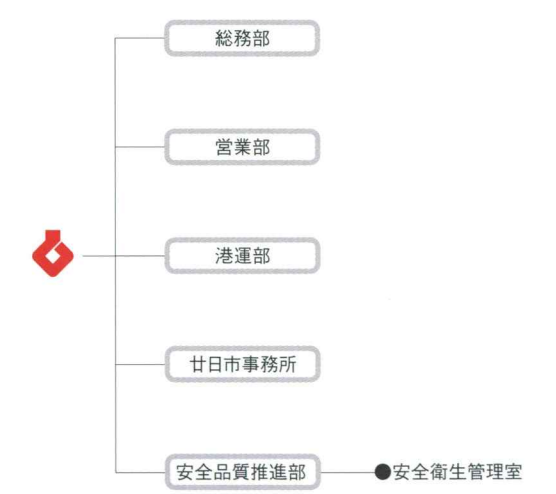 総務部
営業部
港運部
廿日市事務所
安全品質推進部
●安全衛生管理室